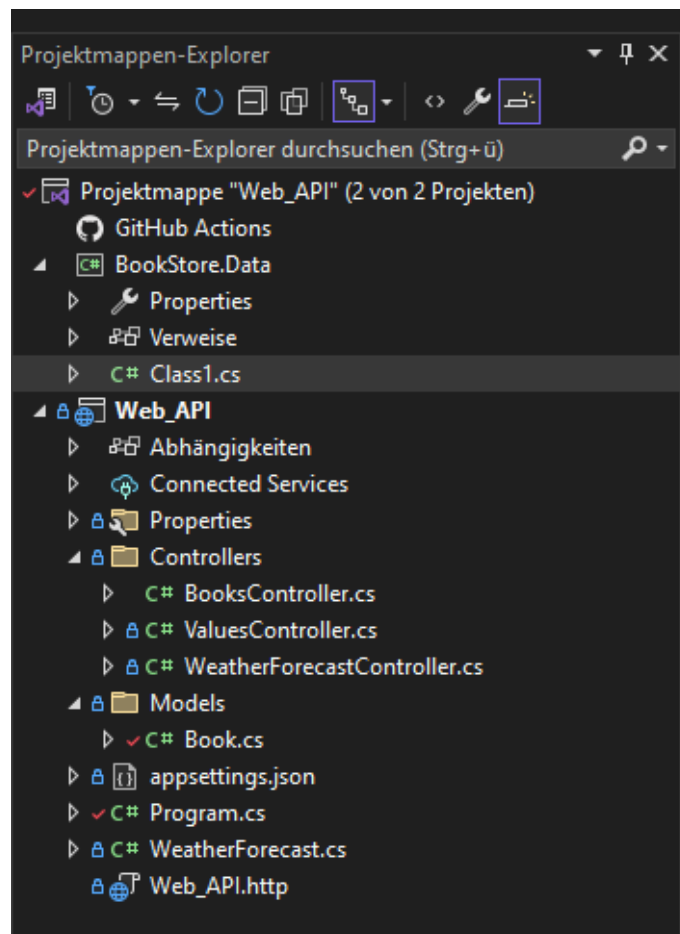 Projektmappen-Explorer
Projektmappen-Explorer durchsuchen (Strg+ü)
Projektmappe "Web_API" (2 von 2 Projekten)
GitHub Actions
C# BookStore.Data
Properties
Verweise
C# Class1.cs
Web_API
Abhängigkeiten
Connected Services
Properties
Controllers
C# BooksController.cs
C# ValuesController.cs
C# WeatherForecastController.cs
Models
C# Book.cs
appsettings.json
C# Program.cs
C# WeatherForecast.cs
Web_API.http